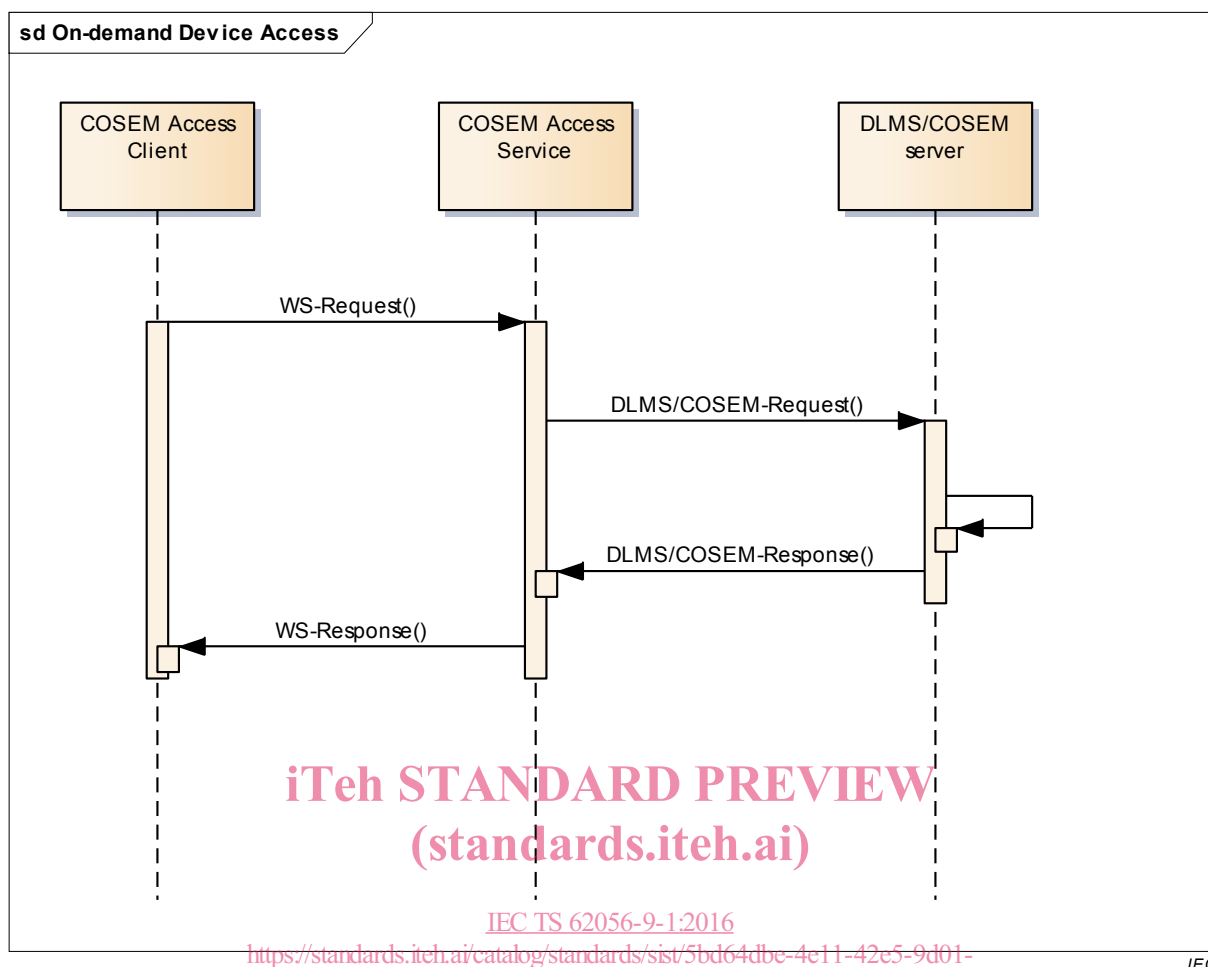 sd On-demand Device Access
COSEM Access
Client
COSEM Access
Service
DLMS/COSEM
server
WS-Request()
DLMS/COSEM-Request()
DLMS/COSEM-Response()
WS-Response()
iTeh STANDARD PREVIEW
(standards.iteh.ai)
IEC TS 62056-9-1:2016
https://standards.iteh.ai/catalog/standards/sist/5bd64dbe-4e11-42e5-9d01-
IEC